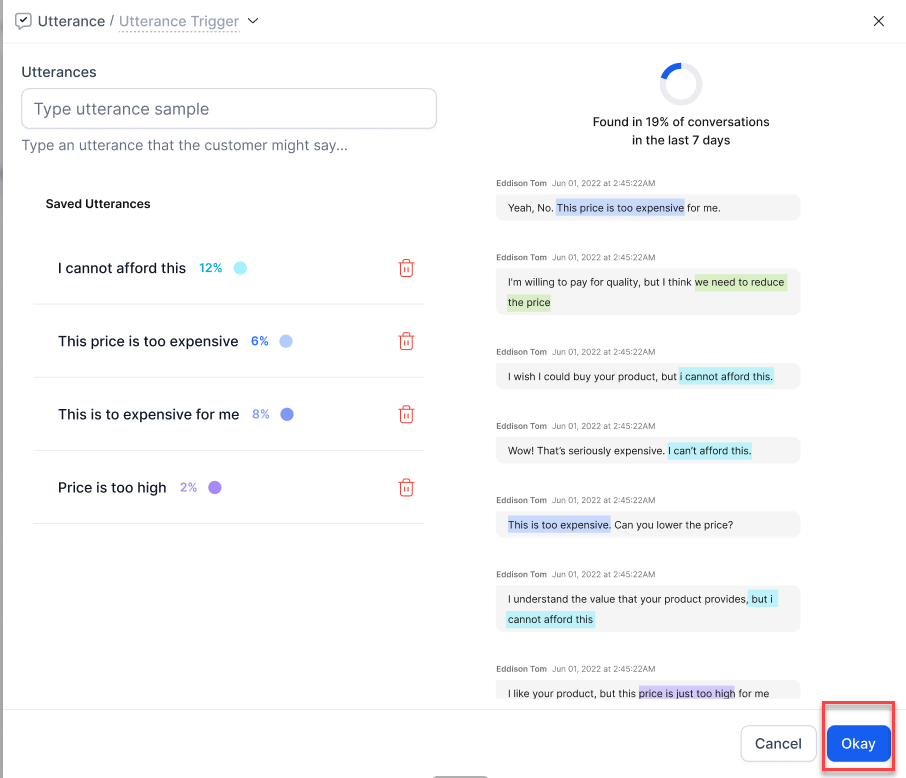 Utterance / Utterance Trigger
Utterances
Type utterance sample
Type an utterance that the customer might say...
Saved Utterances
I cannot afford this 12%
This price is too expensive 6%
This is to expensive for me 8%
Price is too high 2%
Found in 19% of conversations
in the last 7 days
Eddison Tom Jun 01, 2022 at 2:45:22AM
Yeah, No. This price is too expensive for me.
Eddison Tom Jun 01, 2022 at 2:45:22AM
I'm willing to pay for quality, but I think we need to reduce
the price
Eddison Tom Jun 01, 2022 at 2:45:22AM
I wish I could buy your product, but i cannot afford this.
Eddison Tom Jun 01, 2022 at 2:45:22AM
Wow! That's seriously expensive. I can't afford this.
Eddison Tom Jun 01, 2022 at 2:45:22AM
This is too expensive. Can you lower the price?
Eddison Tom Jun 01, 2022 at 2:45:22AM
I understand the value that your product provides, but i
cannot afford this
Eddison Tom Jun 01, 2022 at 2:45:22AM
I like your product, but this price is just too high for me
Cancel
Okay